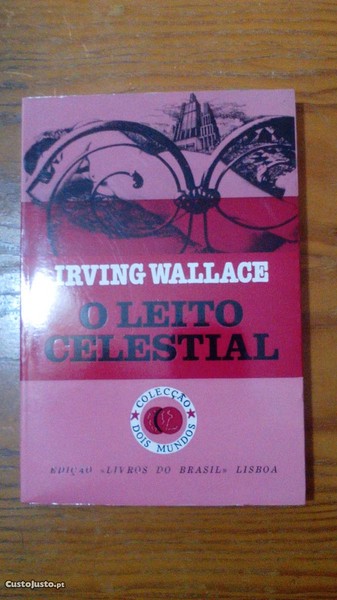 IRVING WALLACE
O LEITO
CELESTIAL
COLECÇÃO
DOIS MUNDOS
EDIÇÃO «LIVROS DO BRASIL» LISBOA
CustoJusto.pt